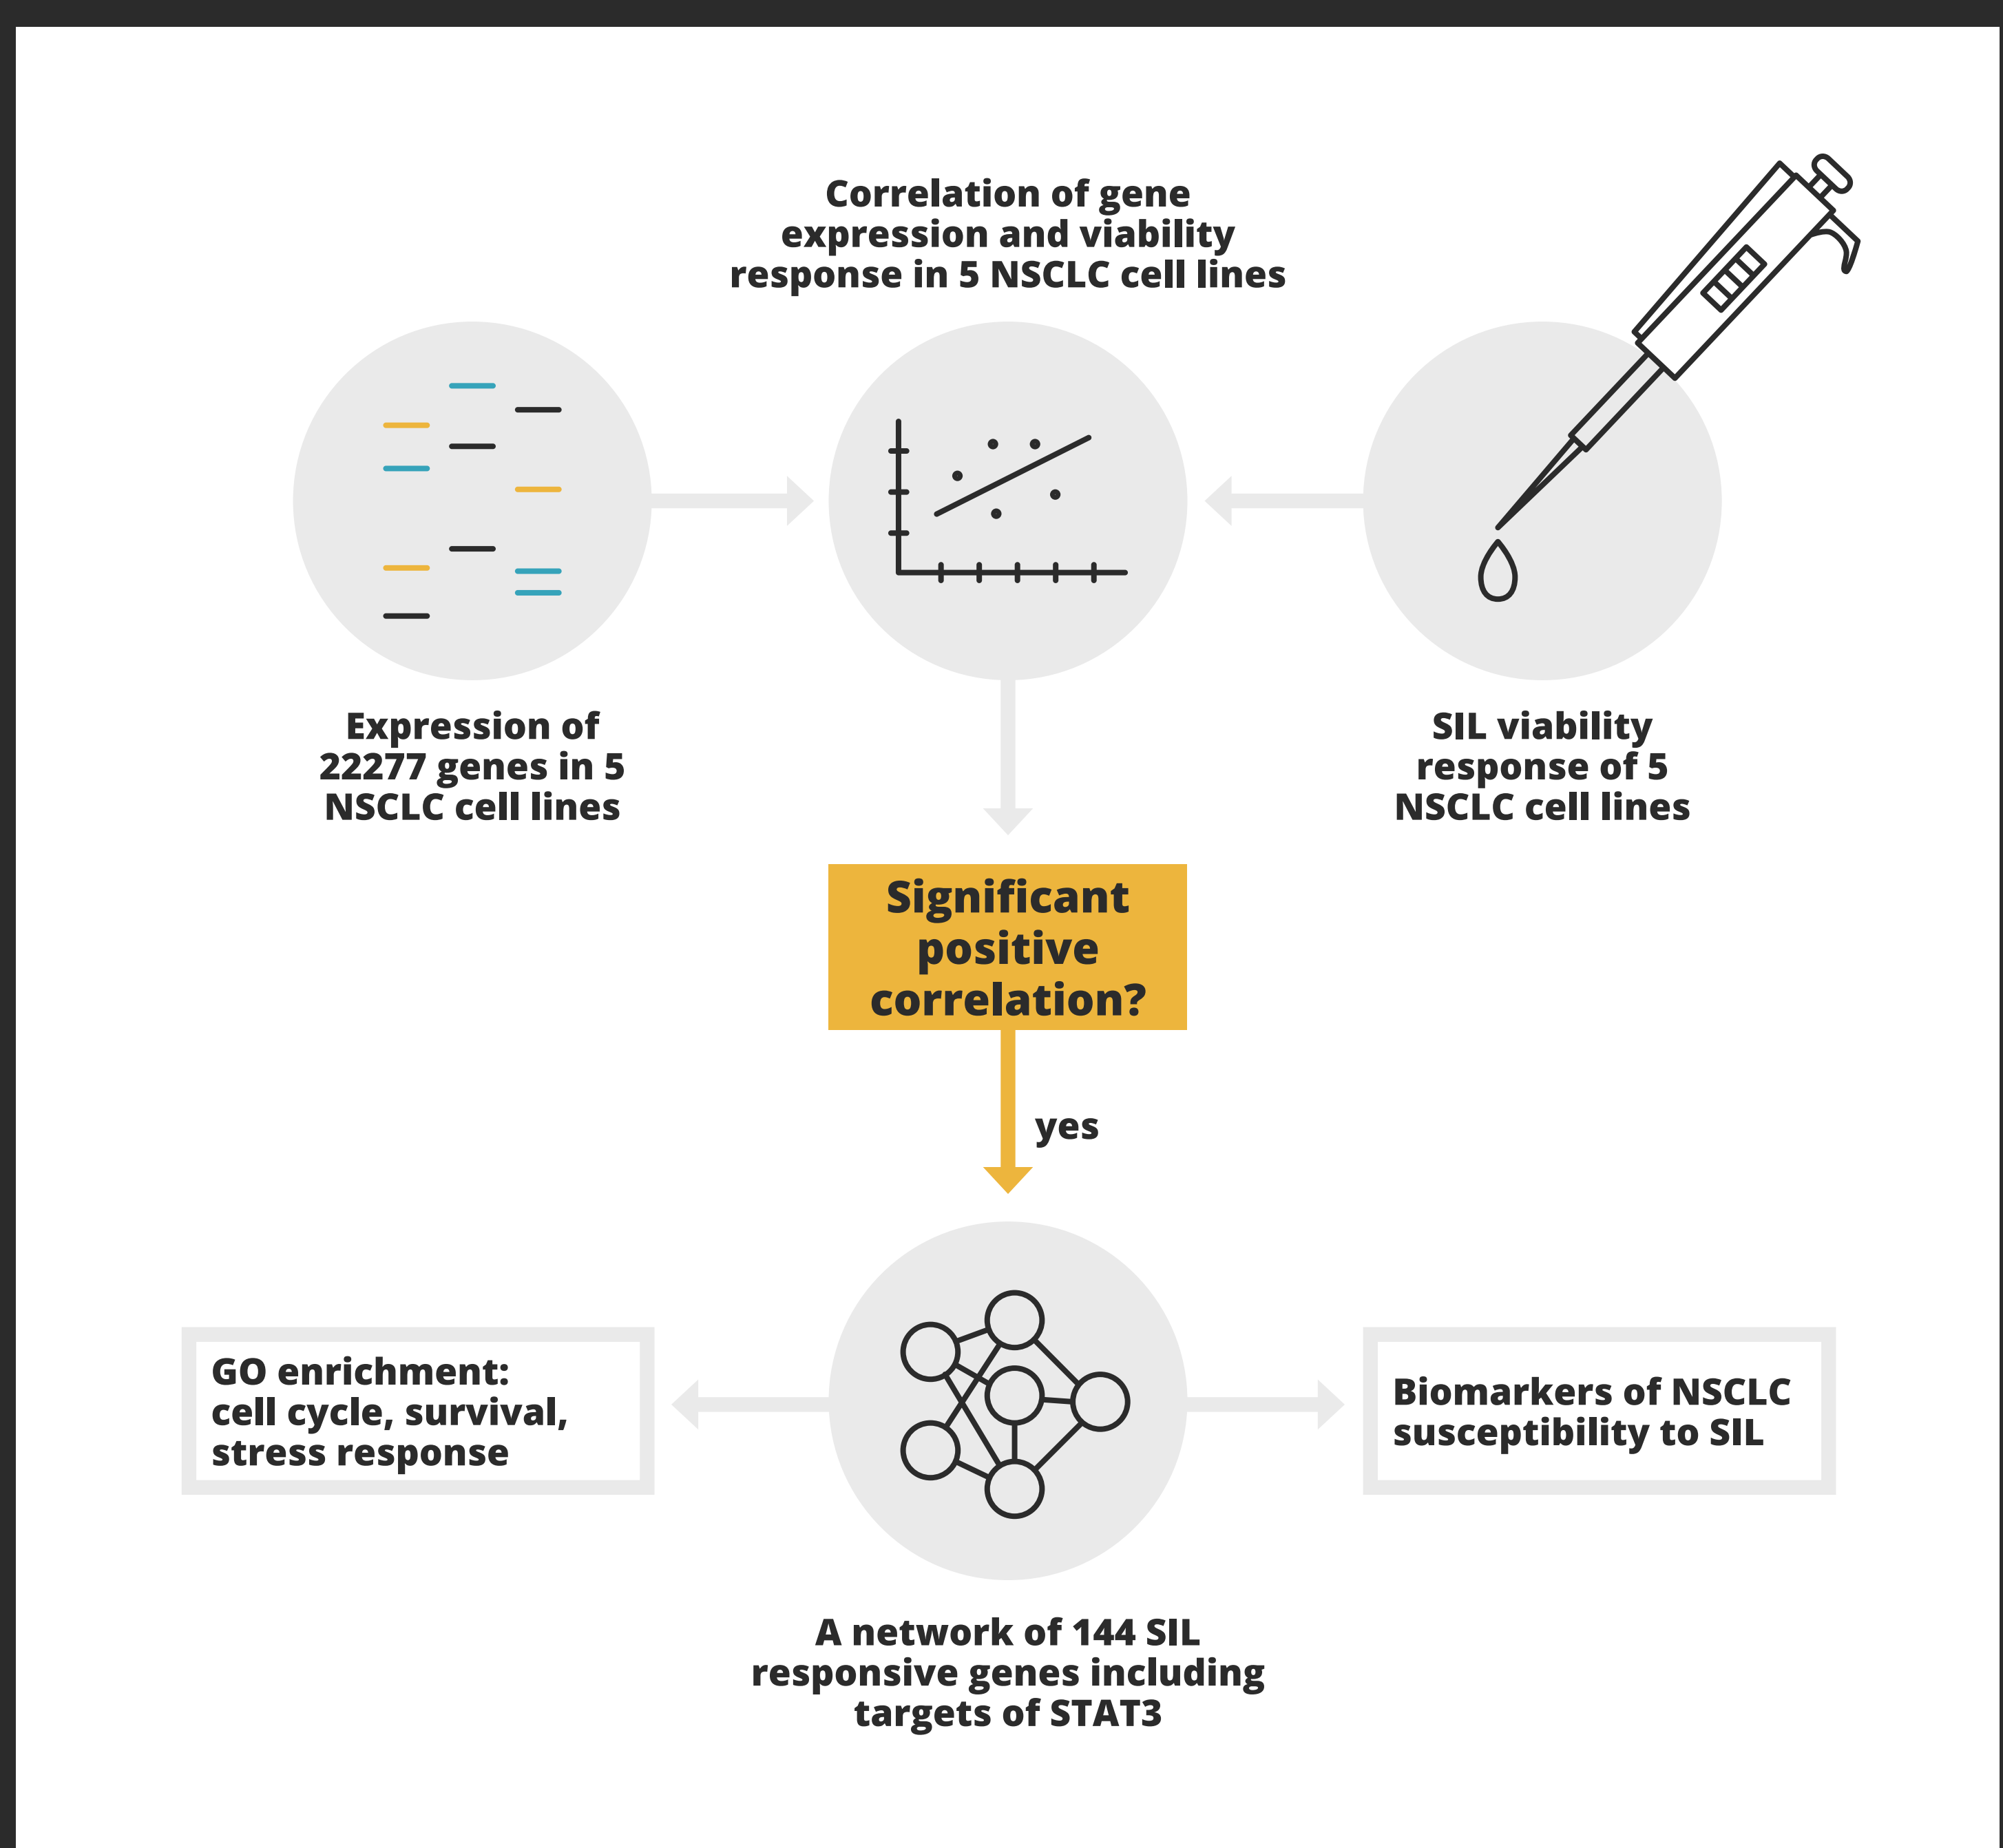 Correlation of gene
expression and viability
response in 5 NSCLC cell lines
Expression of
22277 genes in 5
NSCLC cell lines
SIL viability
response of 5
NSCLC cell lines
Significant
positive
correlation?
yes
GO enrichment:
cell cycle, survival,
stress response
Biomarkers of NSCLC
susceptibility to SIL
A network of 144 SIL
responsive genes including
targets of STAT3